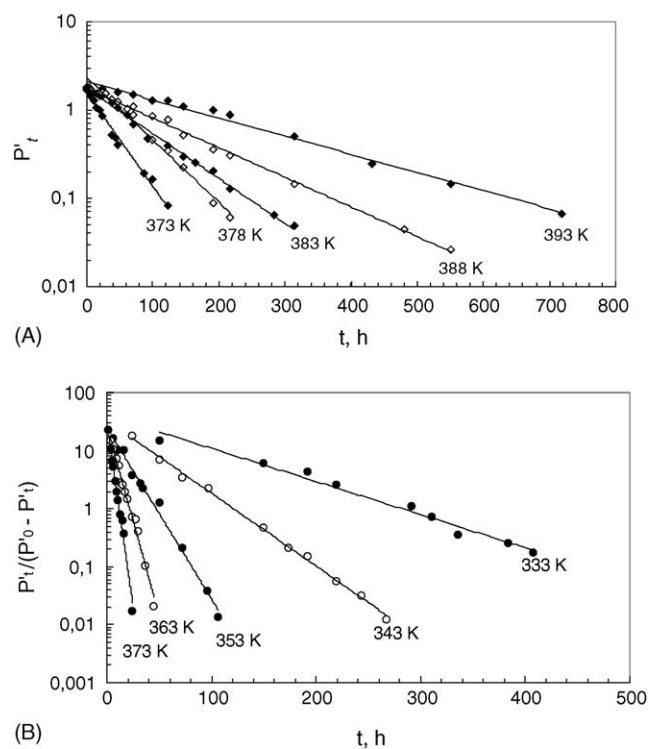 10
1
0,1
0,01
P't
373 K
378 K
383 K
388 K
393 K
0 100 200 300 400 500 600 700 800
(A)
t, h
100
10
1
0,1
0,01
0,001
P't/(P'0 - P't)
373 K
363 K
353 K
343 K
333 K
0 100 200 300 400 500
(B)
t, h